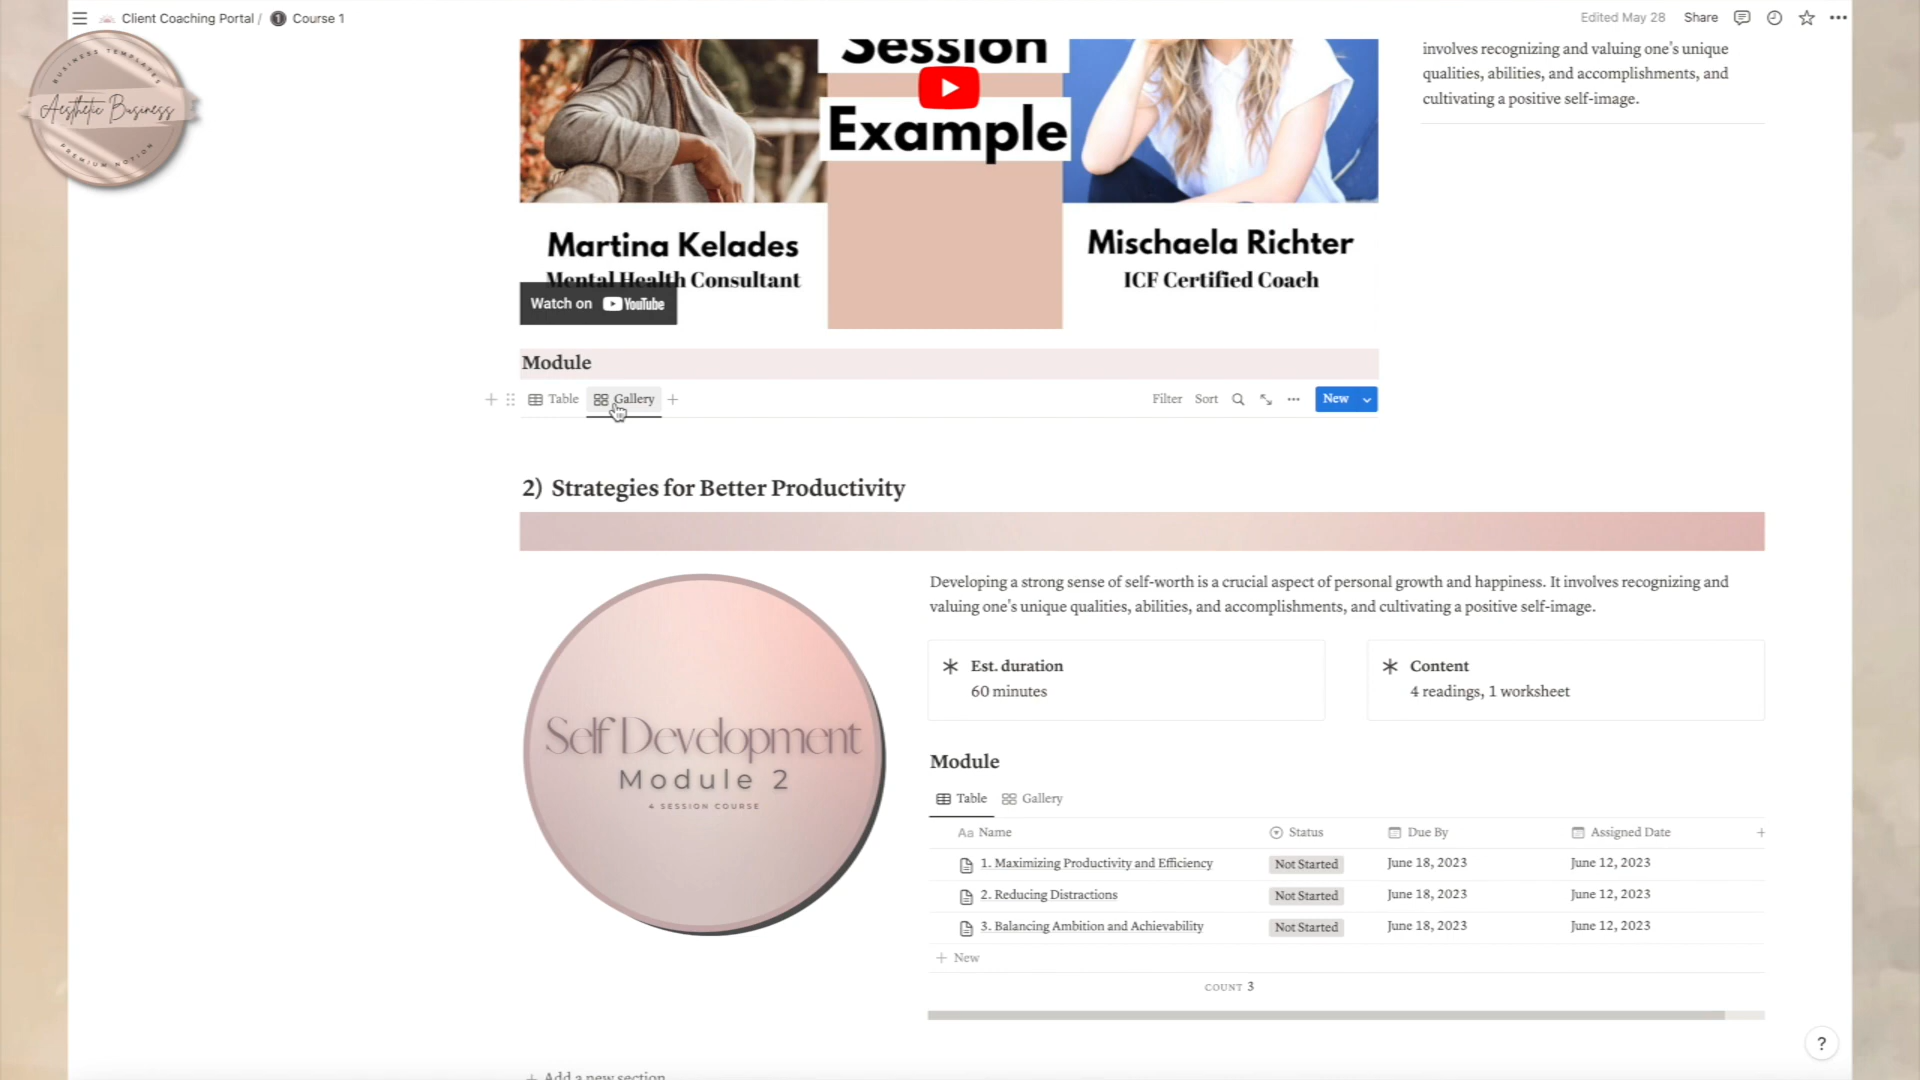 Client Coaching Portal / 1 Course 1
Edited May 28 Share
BUSINESS TEMPLATES
Aesthetic Business
PREMIUM NOTION
Session
Example
Martina Kelades
Mental Health Consultant
Mischaela Richter
ICF Certified Coach
Watch on YouTube
involves recognizing and valuing one's unique
qualities, abilities, and accomplishments, and
cultivating a positive self-image.
Module
Table Gallery
Filter Sort New
2) Strategies for Better Productivity
Self Development
Module 2
4 SESSION COURSE
Developing a strong sense of self-worth is a crucial aspect of personal growth and happiness. It involves recognizing and
valuing one's unique qualities, abilities, and accomplishments, and cultivating a positive self-image.
Est. duration
60 minutes
Content
4 readings, 1 worksheet
Module
Table Gallery
Aa Name Status Due By Assigned Date
1. Maximizing Productivity and Efficiency Not Started June 18, 2023 June 12, 2023
2. Reducing Distractions Not Started June 18, 2023 June 12, 2023
3. Balancing Ambition and Achievability Not Started June 18, 2023 June 12, 2023
+ New
COUNT 3
?
+ Add a new section